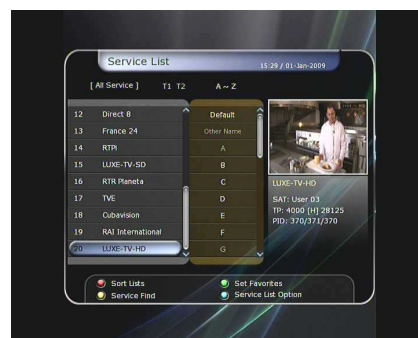 Service List
15:29 / 01-Jan-2009
[ All Service ] T1 T2 A ~ Z
12 Direct 8
13 France 24
14 RTPi
15 LUXE-TV-SD
16 RTR Planeta
17 TVE
18 Cubavision
19 RAI International
20 LUXE-TV-HD
Default
Other Name
A
B
C
D
E
F
G
LUXE-TV-HD
SAT: User 03
TP: 4000 [H] 28125
PID: 370/371/370
Sort Lists
Set Favorites
Service Find
Service List Option